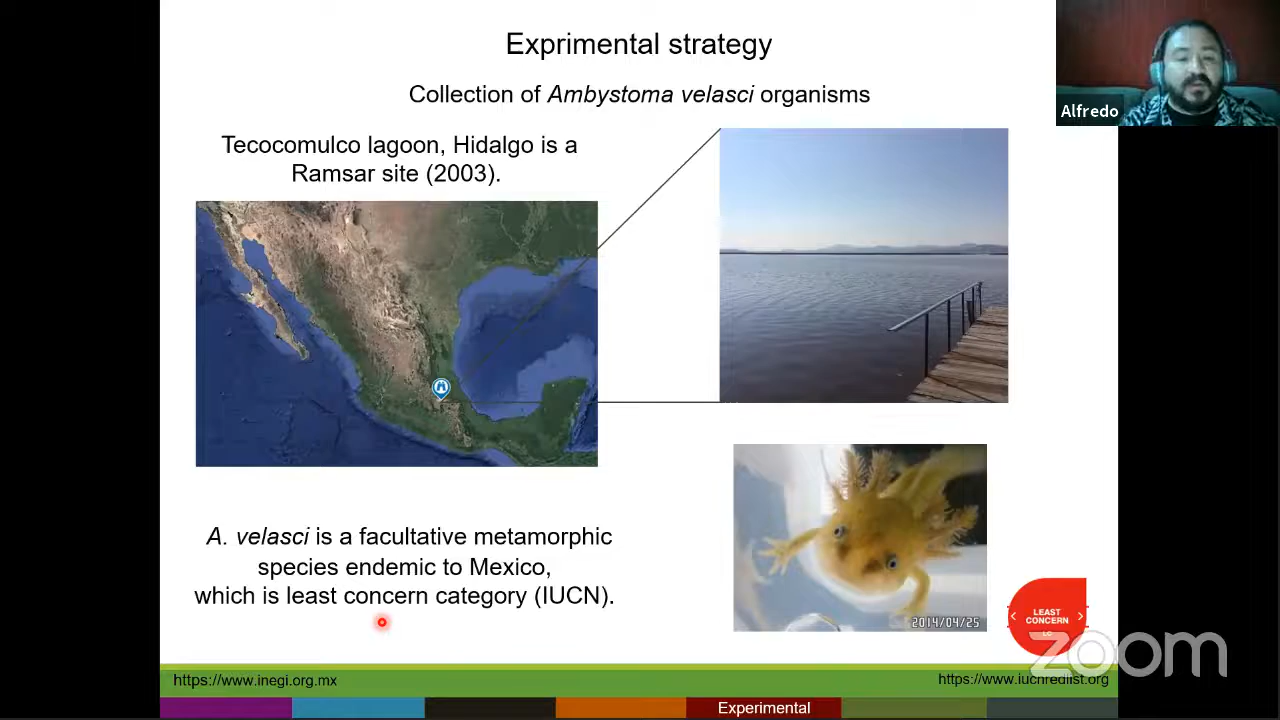 Exprimental strategy
Collection of Ambystoma velasci organisms
Alfredo
Tecocomulco lagoon, Hidalgo is a
Ramsar site (2003).
A. velasci is a facultative metamorphic
species endemic to Mexico,
which is least concern category (IUCN).
2014/04/25
LEAST
CONCERN
LC
zoom
https://www.inegi.org.mx
https://www.iucnredlist.org
Experimental